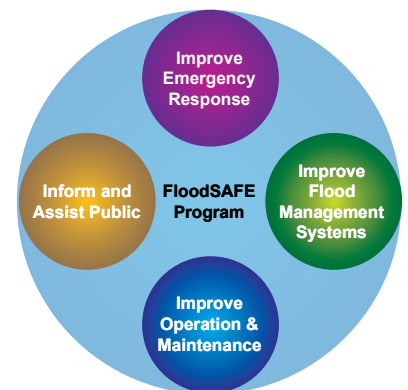 Improve
Emergency
Response
Inform and
Assist Public
FloodSAFE
Program
Improve
Flood
Management
Systems
Improve
Operation &
Maintenance